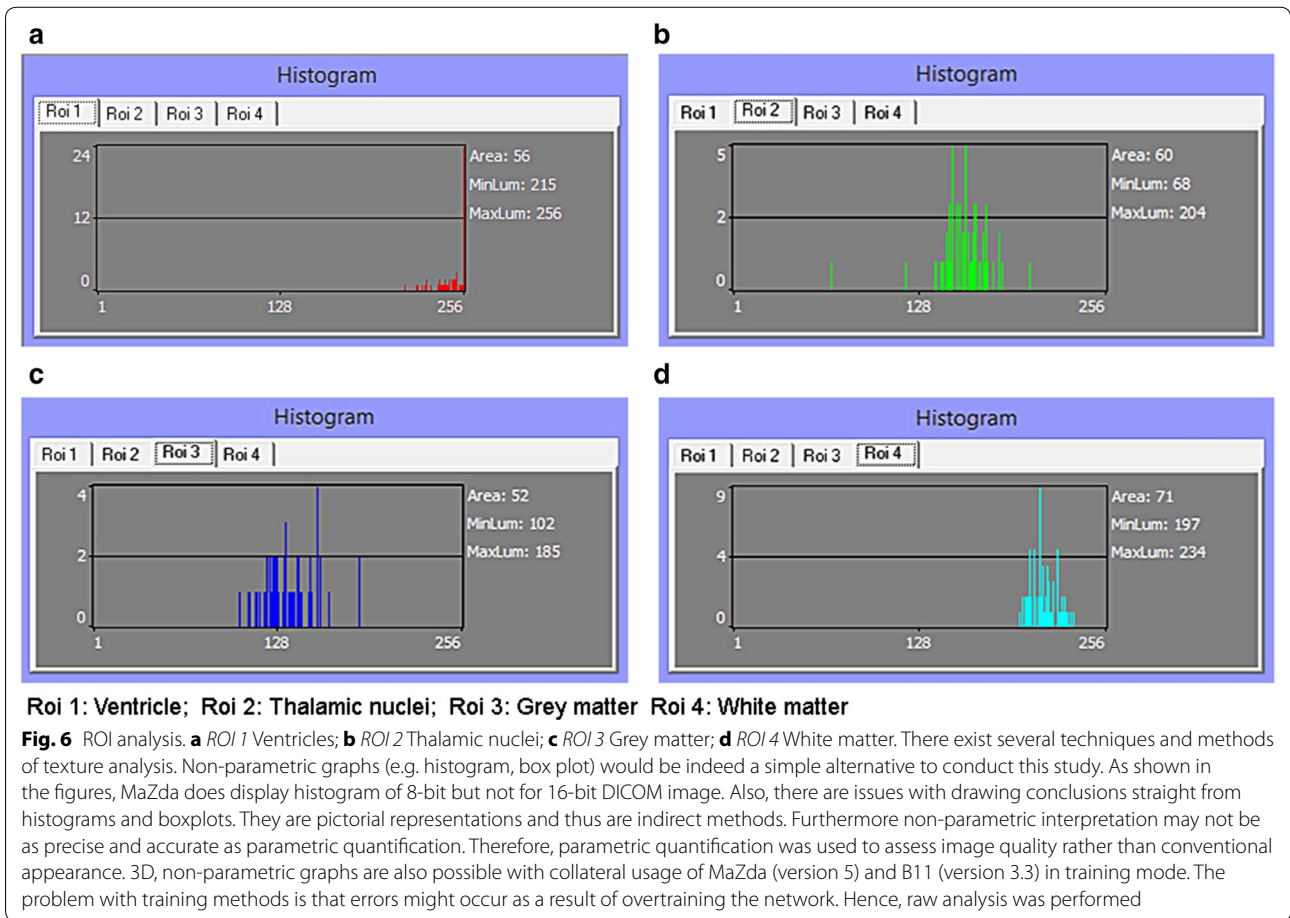 a
Histogram
Roi 1 Roi 2 Roi 3 Roi 4
24
12
0
1 128 256
Area: 56
MinLum: 215
MaxLum: 256
b
Histogram
Roi 1 Roi 2 Roi 3 Roi 4
5
2
0
1 128 256
Area: 60
MinLum: 68
MaxLum: 204
c
Histogram
Roi 1 Roi 2 Roi 3 Roi 4
4
2
0
1 128 256
Area: 52
MinLum: 102
MaxLum: 185
d
Histogram
Roi 1 Roi 2 Roi 3 Roi 4
9
4
0
1 128 256
Area: 71
MinLum: 197
MaxLum: 234
Roi 1: Ventricle; Roi 2: Thalamic nuclei; Roi 3: Grey matter Roi 4: White matter
Fig. 6 ROI analysis. a ROI 1 Ventricles; b ROI 2 Thalamic nuclei; c ROI 3 Grey matter; d ROI 4 White matter. There exist several techniques and methods
of texture analysis. Non-parametric graphs (e.g. histogram, box plot) would be indeed a simple alternative to conduct this study. As shown in
the figures, MaZda does display histogram of 8-bit but not for 16-bit DICOM image. Also, there are issues with drawing conclusions straight from
histograms and boxplots. They are pictorial representations and thus are indirect methods. Furthermore non-parametric interpretation may not be
as precise and accurate as parametric quantification. Therefore, parametric quantification was used to assess image quality rather than conventional
appearance. 3D, non-parametric graphs are also possible with collateral usage of MaZda (version 5) and B11 (version 3.3) in training mode. The
problem with training methods is that errors might occur as a result of overtraining the network. Hence, raw analysis was performed